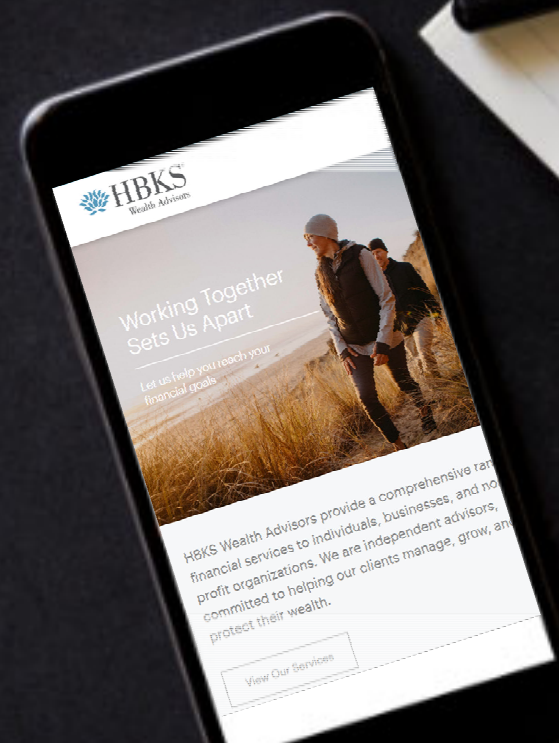 HBKS
Wealth Advisors
Working Together
Sets Us Apart
Let us help you reach your
financial goals
HBKS Wealth Advisors provide a comprehensive
financial services to individuals, businesses, and
profit organizations. We are independent advisors,
committed to helping our clients manage, grow, and
protect their wealth.
View Our Services